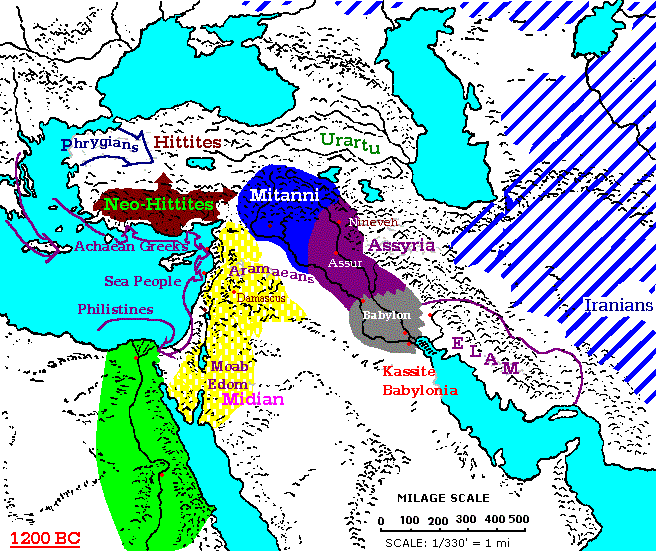 Phrygians
Hittites
Urartu
Neo-Hittites
Mitanni
Nineveh
Achaean Greeks
Assyria
Assur
Aramaeans
Sea People
Damascus
Iranians
Philistines
Babylon
ELAM
Moab
Edom
Kassite
Babylonia
Midian
MILAGE SCALE
0 100 200 300 400 500
1200 BC
SCALE: 1/330' = 1 mi